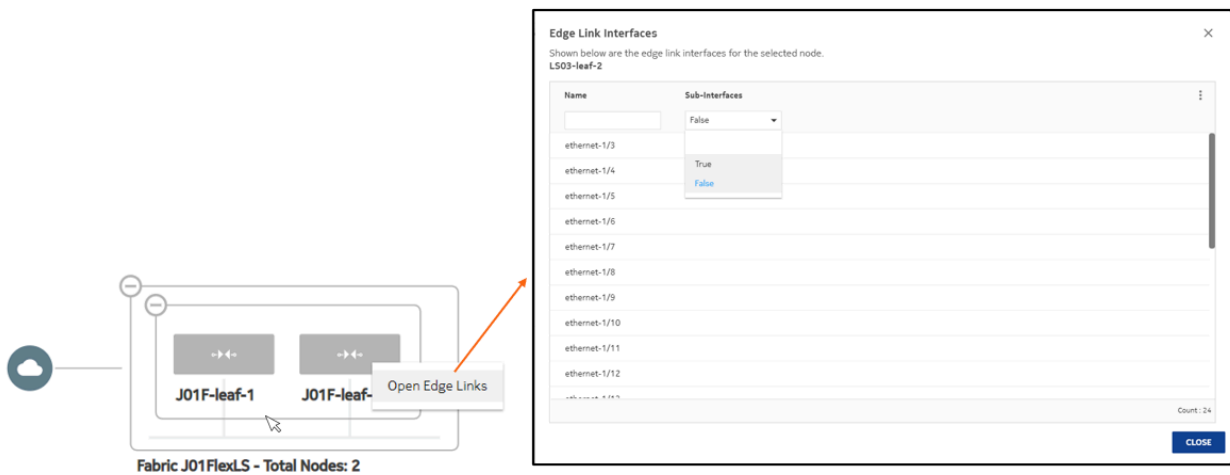 Edge Link Interfaces
Shown below are the edge link interfaces for the selected node.
LS03-leaf-2
Name Sub-Interfaces
False
ethernet-1/3
True
ethernet-1/4
False
ethernet-1/5
ethernet-1/6
ethernet-1/7
ethernet-1/8
ethernet-1/9
ethernet-1/10
ethernet-1/11
ethernet-1/12
ethernet-1/13
Count : 24
CLOSE
J01F-leaf-1 J01F-leaf-
Open Edge Links
Fabric J01FlexLS - Total Nodes: 2